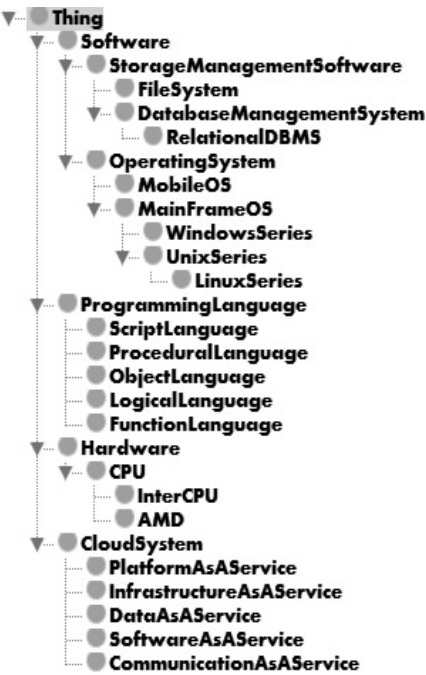 Thing
Software
StorageManagementSoftware
FileSystem
DatabaseManagementSystem
RelationalDBMS
OperatingSystem
MobileOS
MainFrameOS
WindowsSeries
UnixSeries
LinuxSeries
ProgrammingLanguage
ScriptLanguage
ProceduralLanguage
ObjectLanguage
LogicalLanguage
FunctionLanguage
Hardware
CPU
InterCPU
AMD
CloudSystem
PlatformAsAService
InfrastructureAsAService
DataAsAService
SoftwareAsAService
CommunicationAsAService